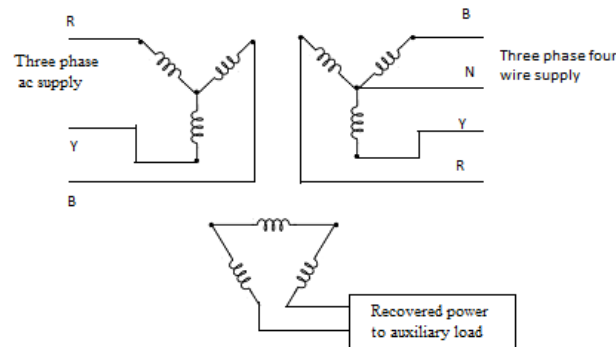 R
Three phase
ac supply
Y
B
B
Three phase four
wire supply
N
Y
R
Recovered power
to auxiliary load